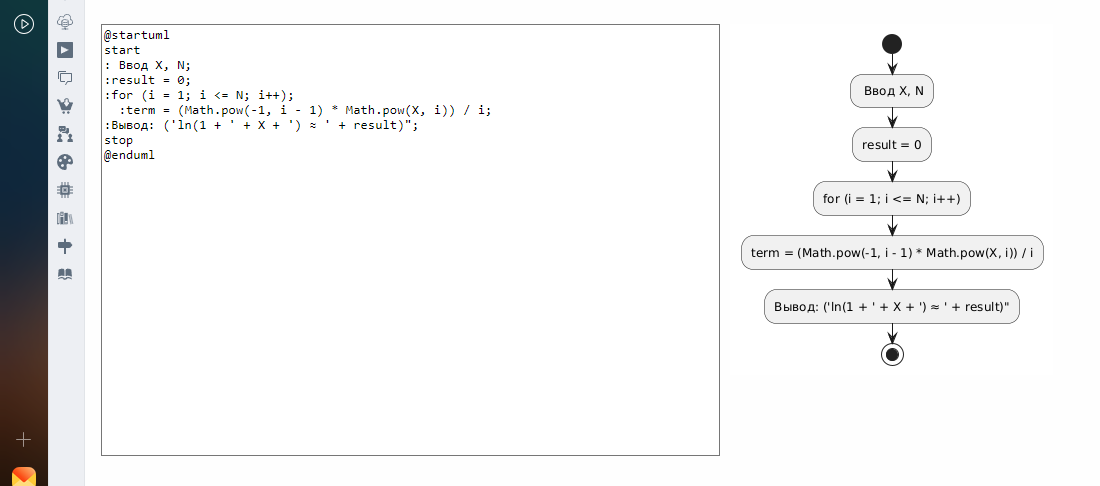 @startuml
start
: Ввод X, N;
:result = 0;
:for (i = 1; i <= N; i++);
  :term = (Math.pow(-1, i - 1) * Math.pow(X, i)) / i;
:Вывод: ('ln(1 + ' + X + ') ≈ ' + result)";
stop
@enduml
Ввод X, N
result = 0
for (i = 1; i <= N; i++)
term = (Math.pow(-1, i - 1) * Math.pow(X, i)) / i
Вывод: ('ln(1 + ' + X + ') ≈ ' + result)"